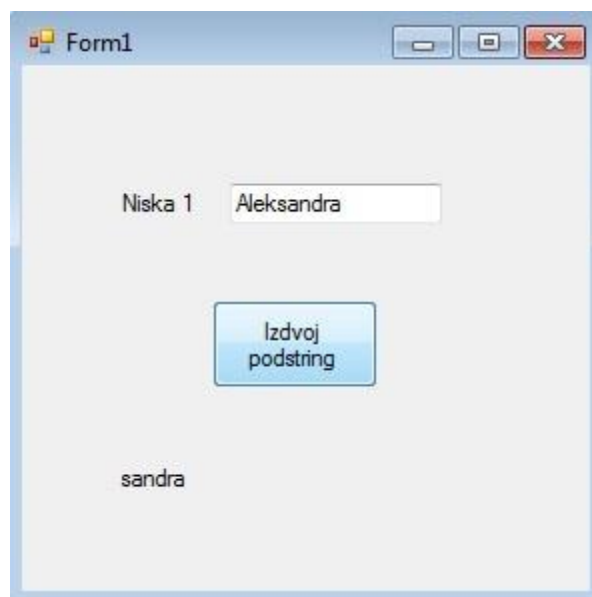 Form1
Niska 1 Aleksandra
Izdvoj
podstring
sandra